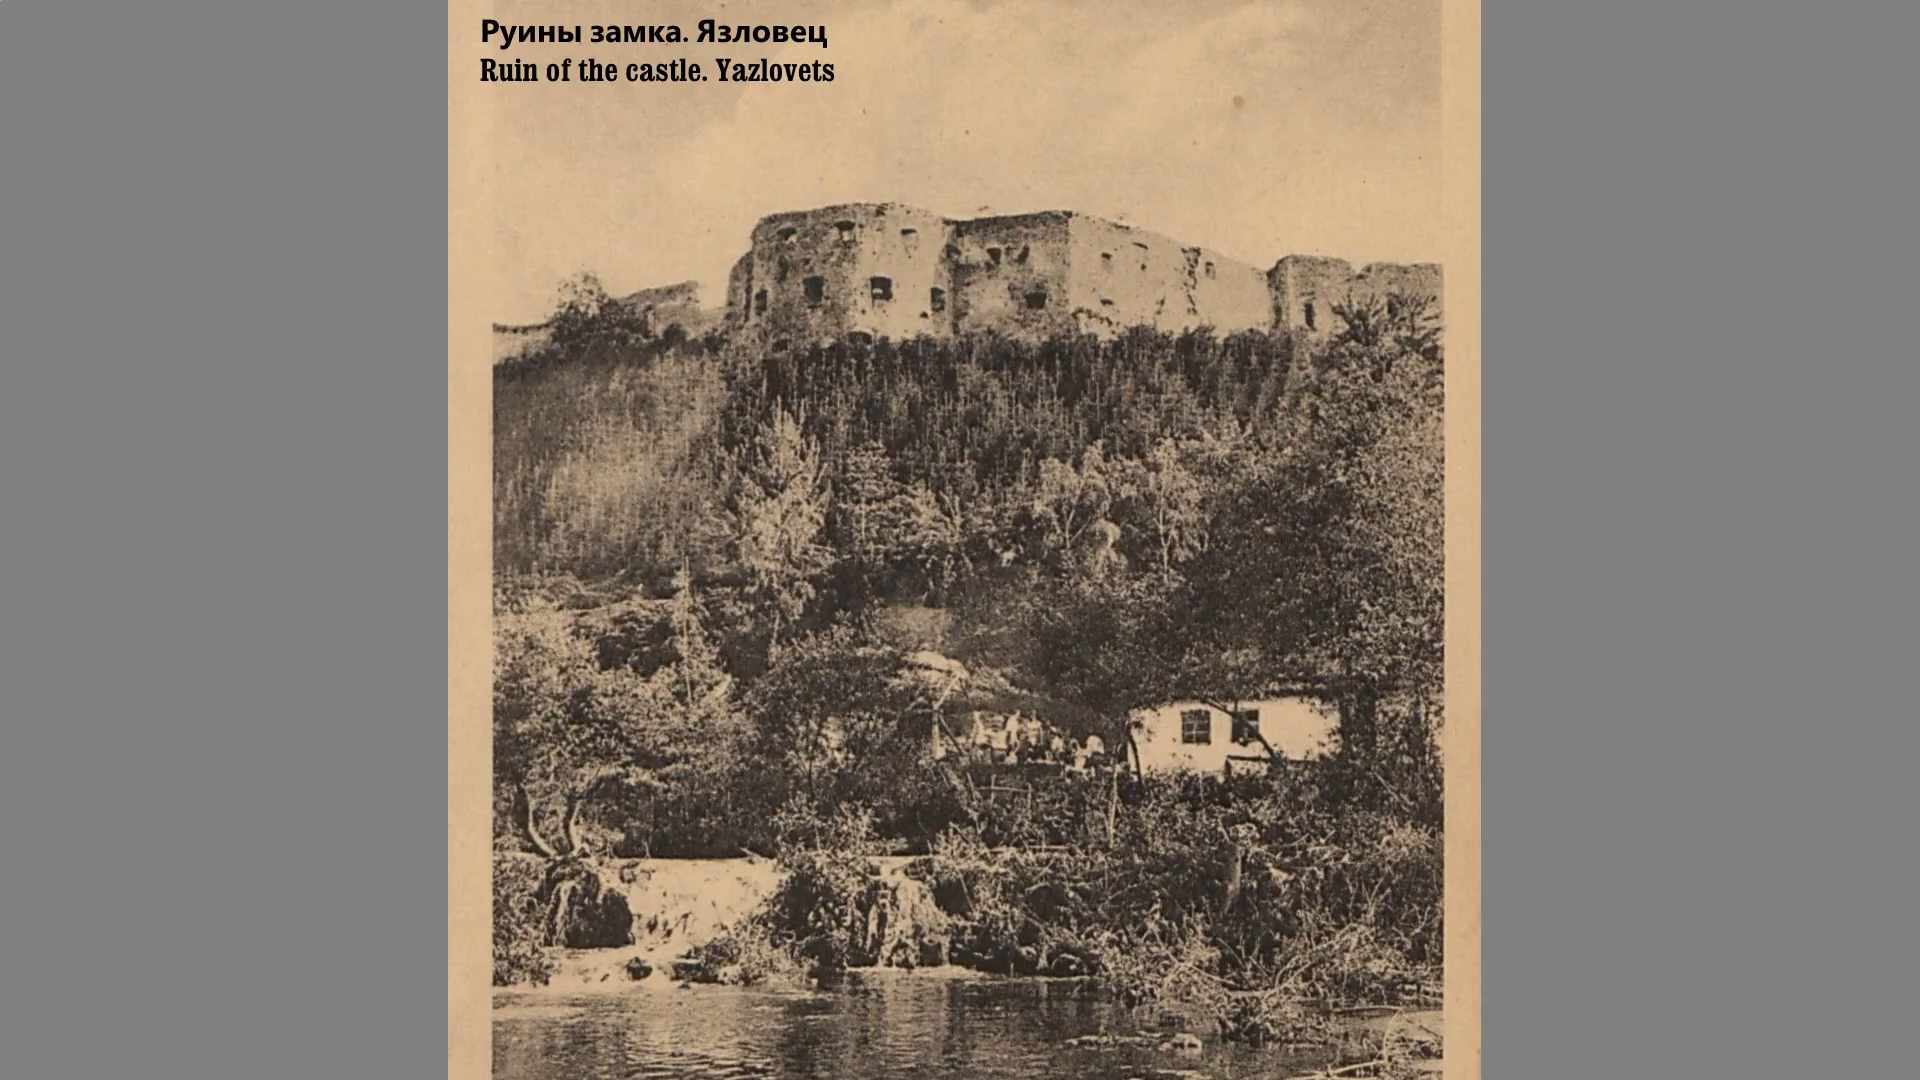 Руины замка. Язловец
Ruin of the castle. Yazlovets